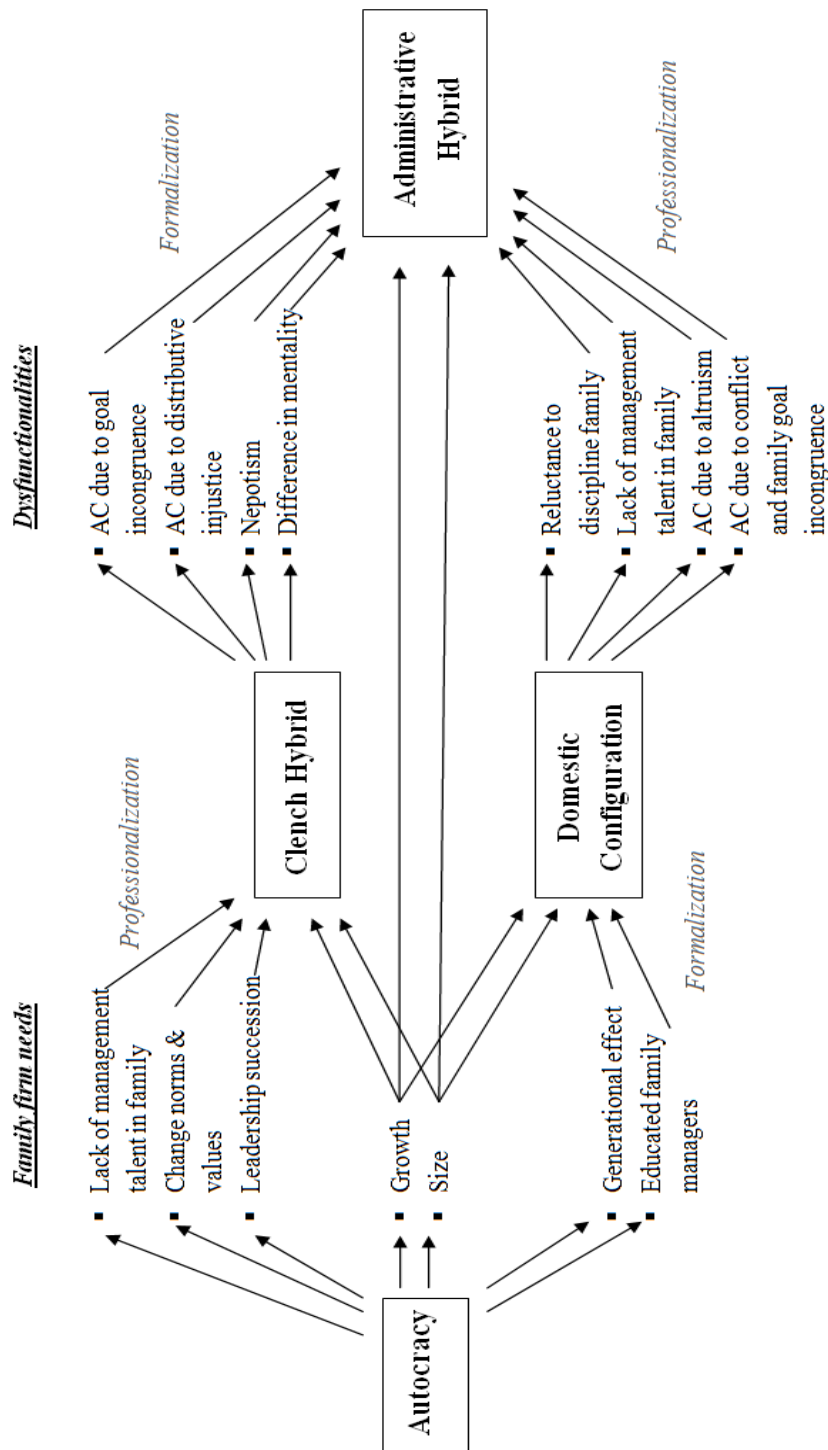 Family firm needs
Dysfunctionalities
Autocracy
▪ Lack of management
talent in family
▪ Change norms &
values
▪ Leadership succession
▪ Growth
▪ Size
▪ Generational effect
▪ Educated family
managers
Professionalization
Formalization
Clench Hybrid
Domestic
Configuration
▪ AC due to goal
incongruence
▪ AC due to distributive
injustice
▪ Nepotism
▪ Difference in mentality
▪ Reluctance to
discipline family
▪ Lack of management
talent in family
▪ AC due to altruism
▪ AC due to conflict
and family goal
incongruence
Formalization
Professionalization
Administrative
Hybrid